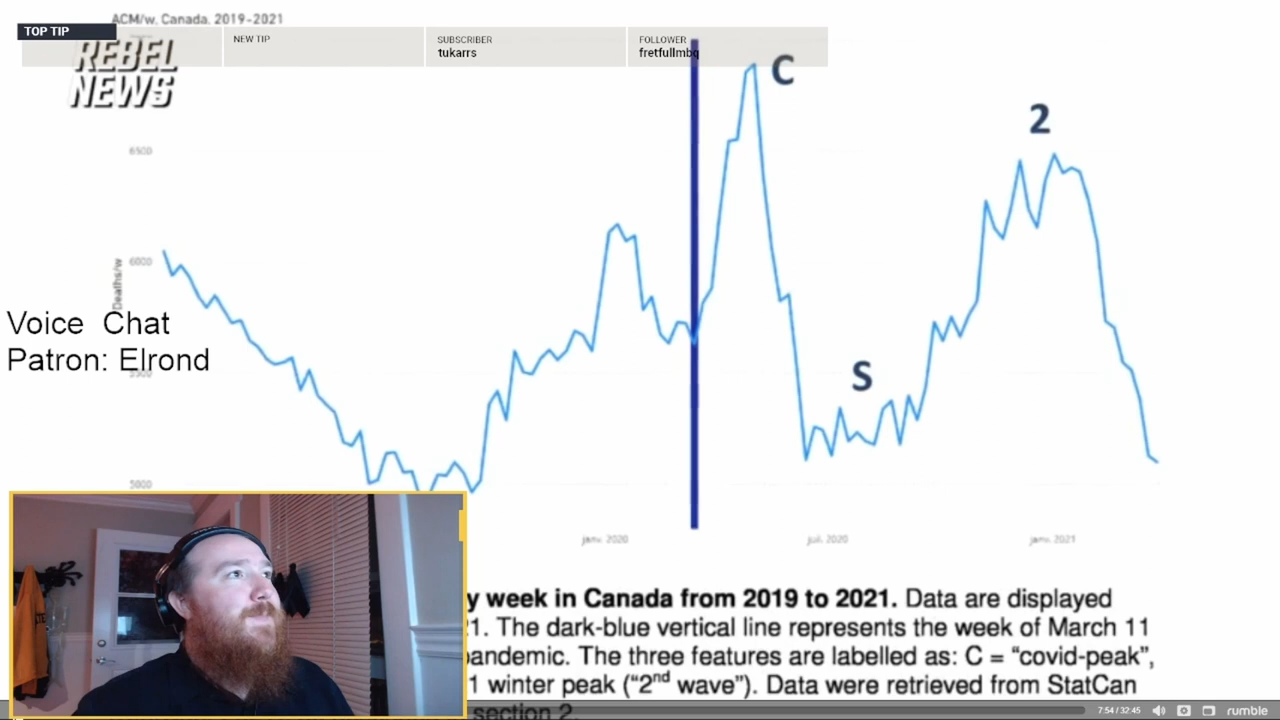 ACM/w, Canada, 2019-2021
TOP TIP
NEW TIP
SUBSCRIBER
tukarrs
FOLLOWER
fretfullmbq
REBEL
NEWS
C
2
6500
6000
Deaths/w
Voice Chat
Patron: Elrond
S
5000
janv. 2020
juil. 2020
janv. 2021
y week in Canada from 2019 to 2021. Data are displayed
1. The dark-blue vertical line represents the week of March 11
pandemic. The three features are labelled as: C = “covid-peak”,
1 winter peak (“2nd wave”). Data were retrieved from StatCan
section 2.
7:54 / 32:45
rumble